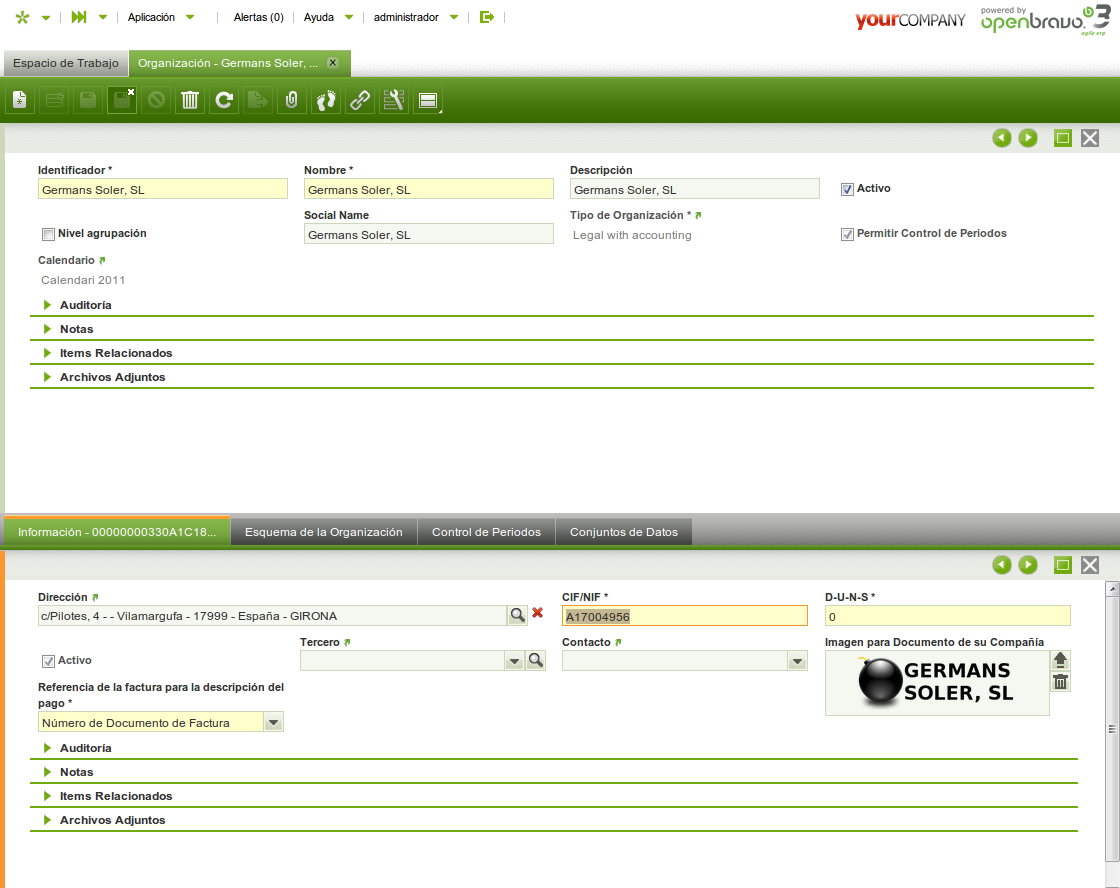 Aplicación Alertas (0) Ayuda administrador
yourCOMPANY
powered by
openbravo.3
agile erp
Espacio de Trabajo Organización - Germans Soler, ...
Identificador * Nombre * Descripción
Germans Soler, SL Germans Soler, SL Germans Soler, SL Activo
Social Name Tipo de Organización *
Nivel agrupación Germans Soler, SL Legal with accounting Permitir Control de Periodos
Calendario
Calendari 2011
Auditoría
Notas
Items Relacionados
Archivos Adjuntos
Información - 00000000330A1C18... Esquema de la Organización Control de Periodos Conjuntos de Datos
Dirección CIF/NIF * D-U-N-S *
c/Pilotes, 4 - - Vilamargufa - 17999 - España - GIRONA A17004956 0
Tercero Contacto Imagen para Documento de su Compañía
Activo
GERMANS
SOLER, SL
Referencia de la factura para la descripción del
pago *
Número de Documento de Factura
Auditoría
Notas
Items Relacionados
Archivos Adjuntos